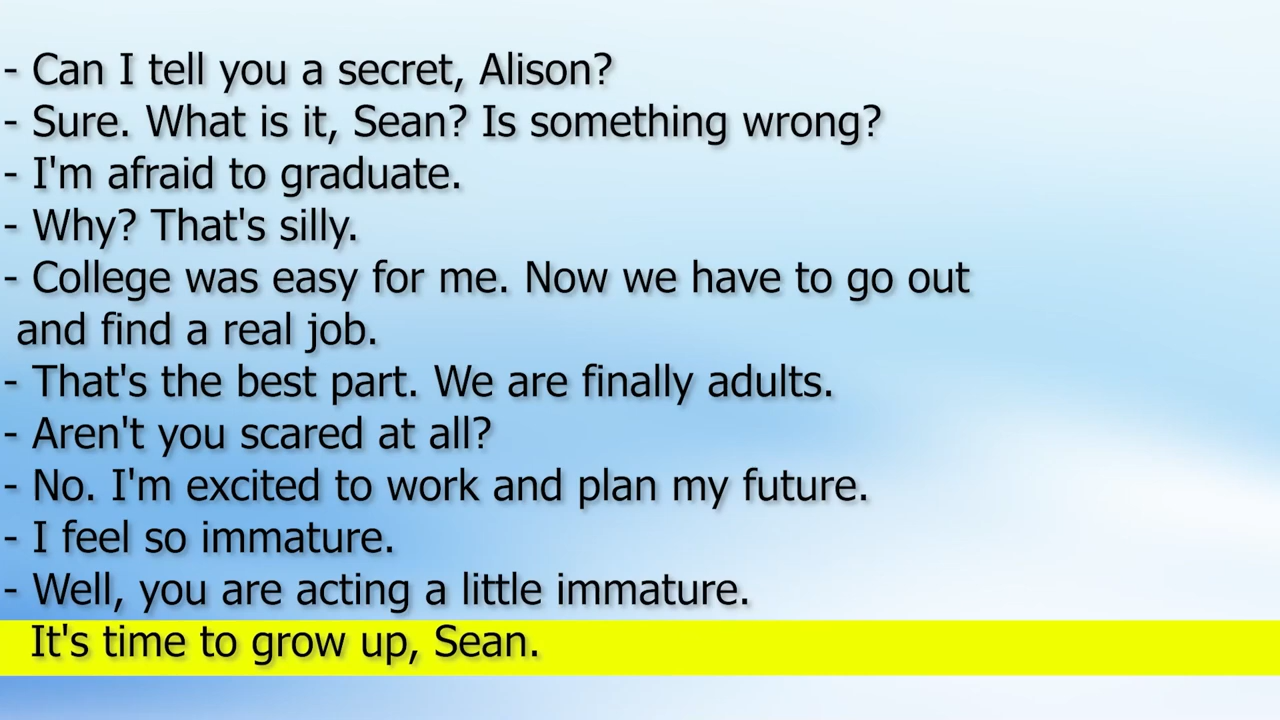 - Can I tell you a secret, Alison?
- Sure. What is it, Sean? Is something wrong?
- I'm afraid to graduate.
- Why? That's silly.
- College was easy for me. Now we have to go out
and find a real job.
- That's the best part. We are finally adults.
- Aren't you scared at all?
- No. I'm excited to work and plan my future.
- I feel so immature.
- Well, you are acting a little immature.
It's time to grow up, Sean.